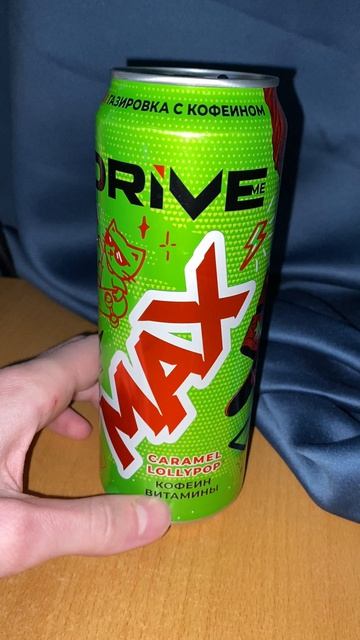 ГАЗИРОВКА С КОФЕИНОМ
DRIVE ME
MAX
CARAMEL
LOLLYPOP
КОФЕИН
ВИТАМИНЫ